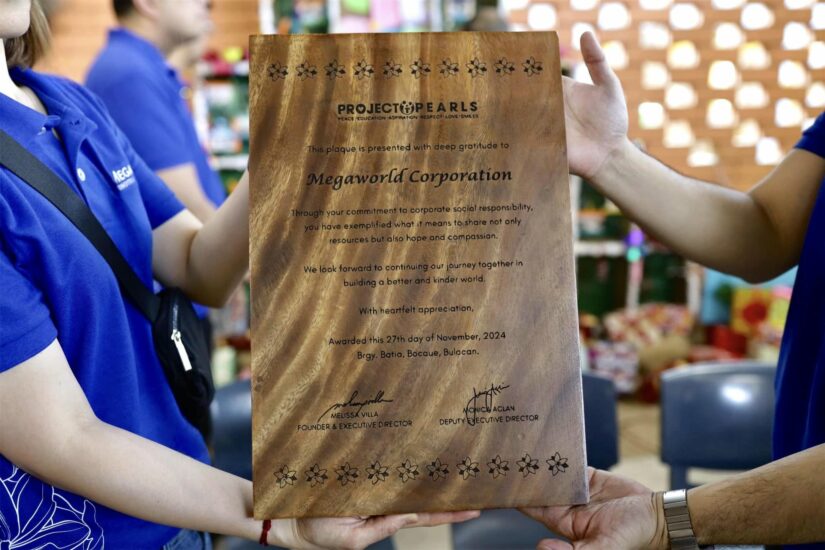 PROJECT PEARLS
PEACE·EDUCATION·ASPIRATION·RESPECT·LOVE·SMILES
This plaque is presented with deep gratitude to
Megaworld Corporation
Through your commitment to corporate social responsibility,
you have exemplified what it means to share not only
resources but also hope and compassion.
We look forward to continuing our journey together in
building a better and kinder world.
With heartfelt appreciation,
Awarded this 27th day of November, 2024
Brgy. Batia, Bocaue, Bulacan.
MELISSA VILLA
FOUNDER & EXECUTIVE DIRECTOR
MONICA ACLAN
DEPUTY EXECUTIVE DIRECTOR